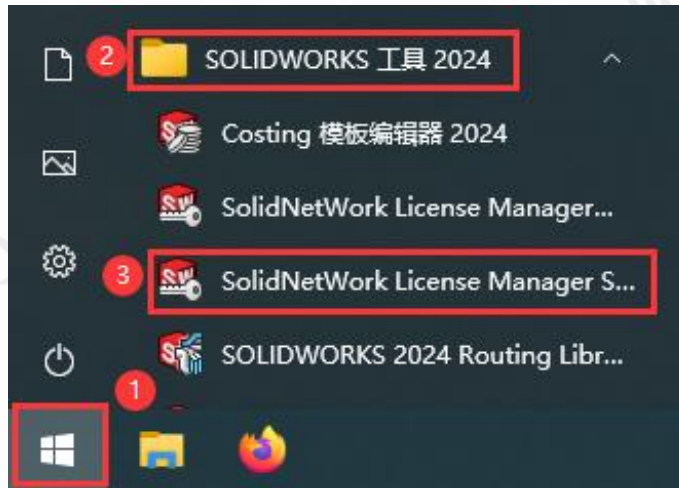 2 SOLIDWORKS 工具 2024
Costing 模板编辑器 2024
SolidNetWork License Manager...
3 SolidNetWork License Manager S...
SOLIDWORKS 2024 Routing Libr...
1